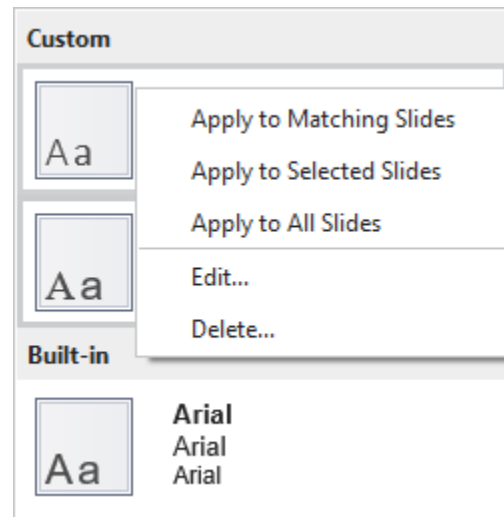 Custom
Aa
Apply to Matching Slides
Apply to Selected Slides
Apply to All Slides
Aa
Edit...
Delete...
Built-in
Aa
Arial
Arial
Arial